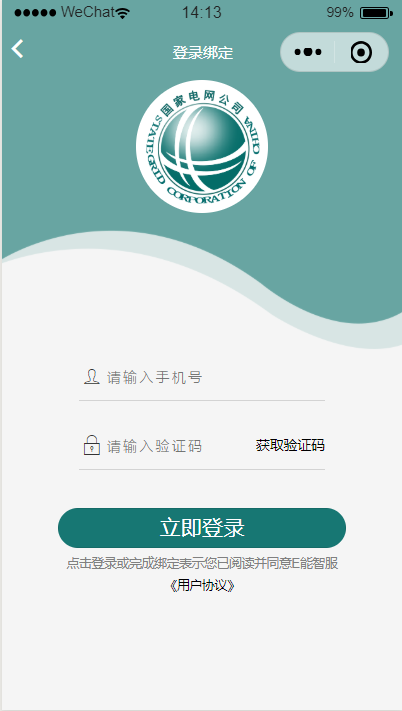 WeChat 14:13 99%
登录绑定
国家电网公司
STATE GRID CORPORATION OF CHINA
请输入手机号
请输入验证码 获取验证码
立即登录
点击登录或完成绑定表示您已阅读并同意E能智服
《用户协议》